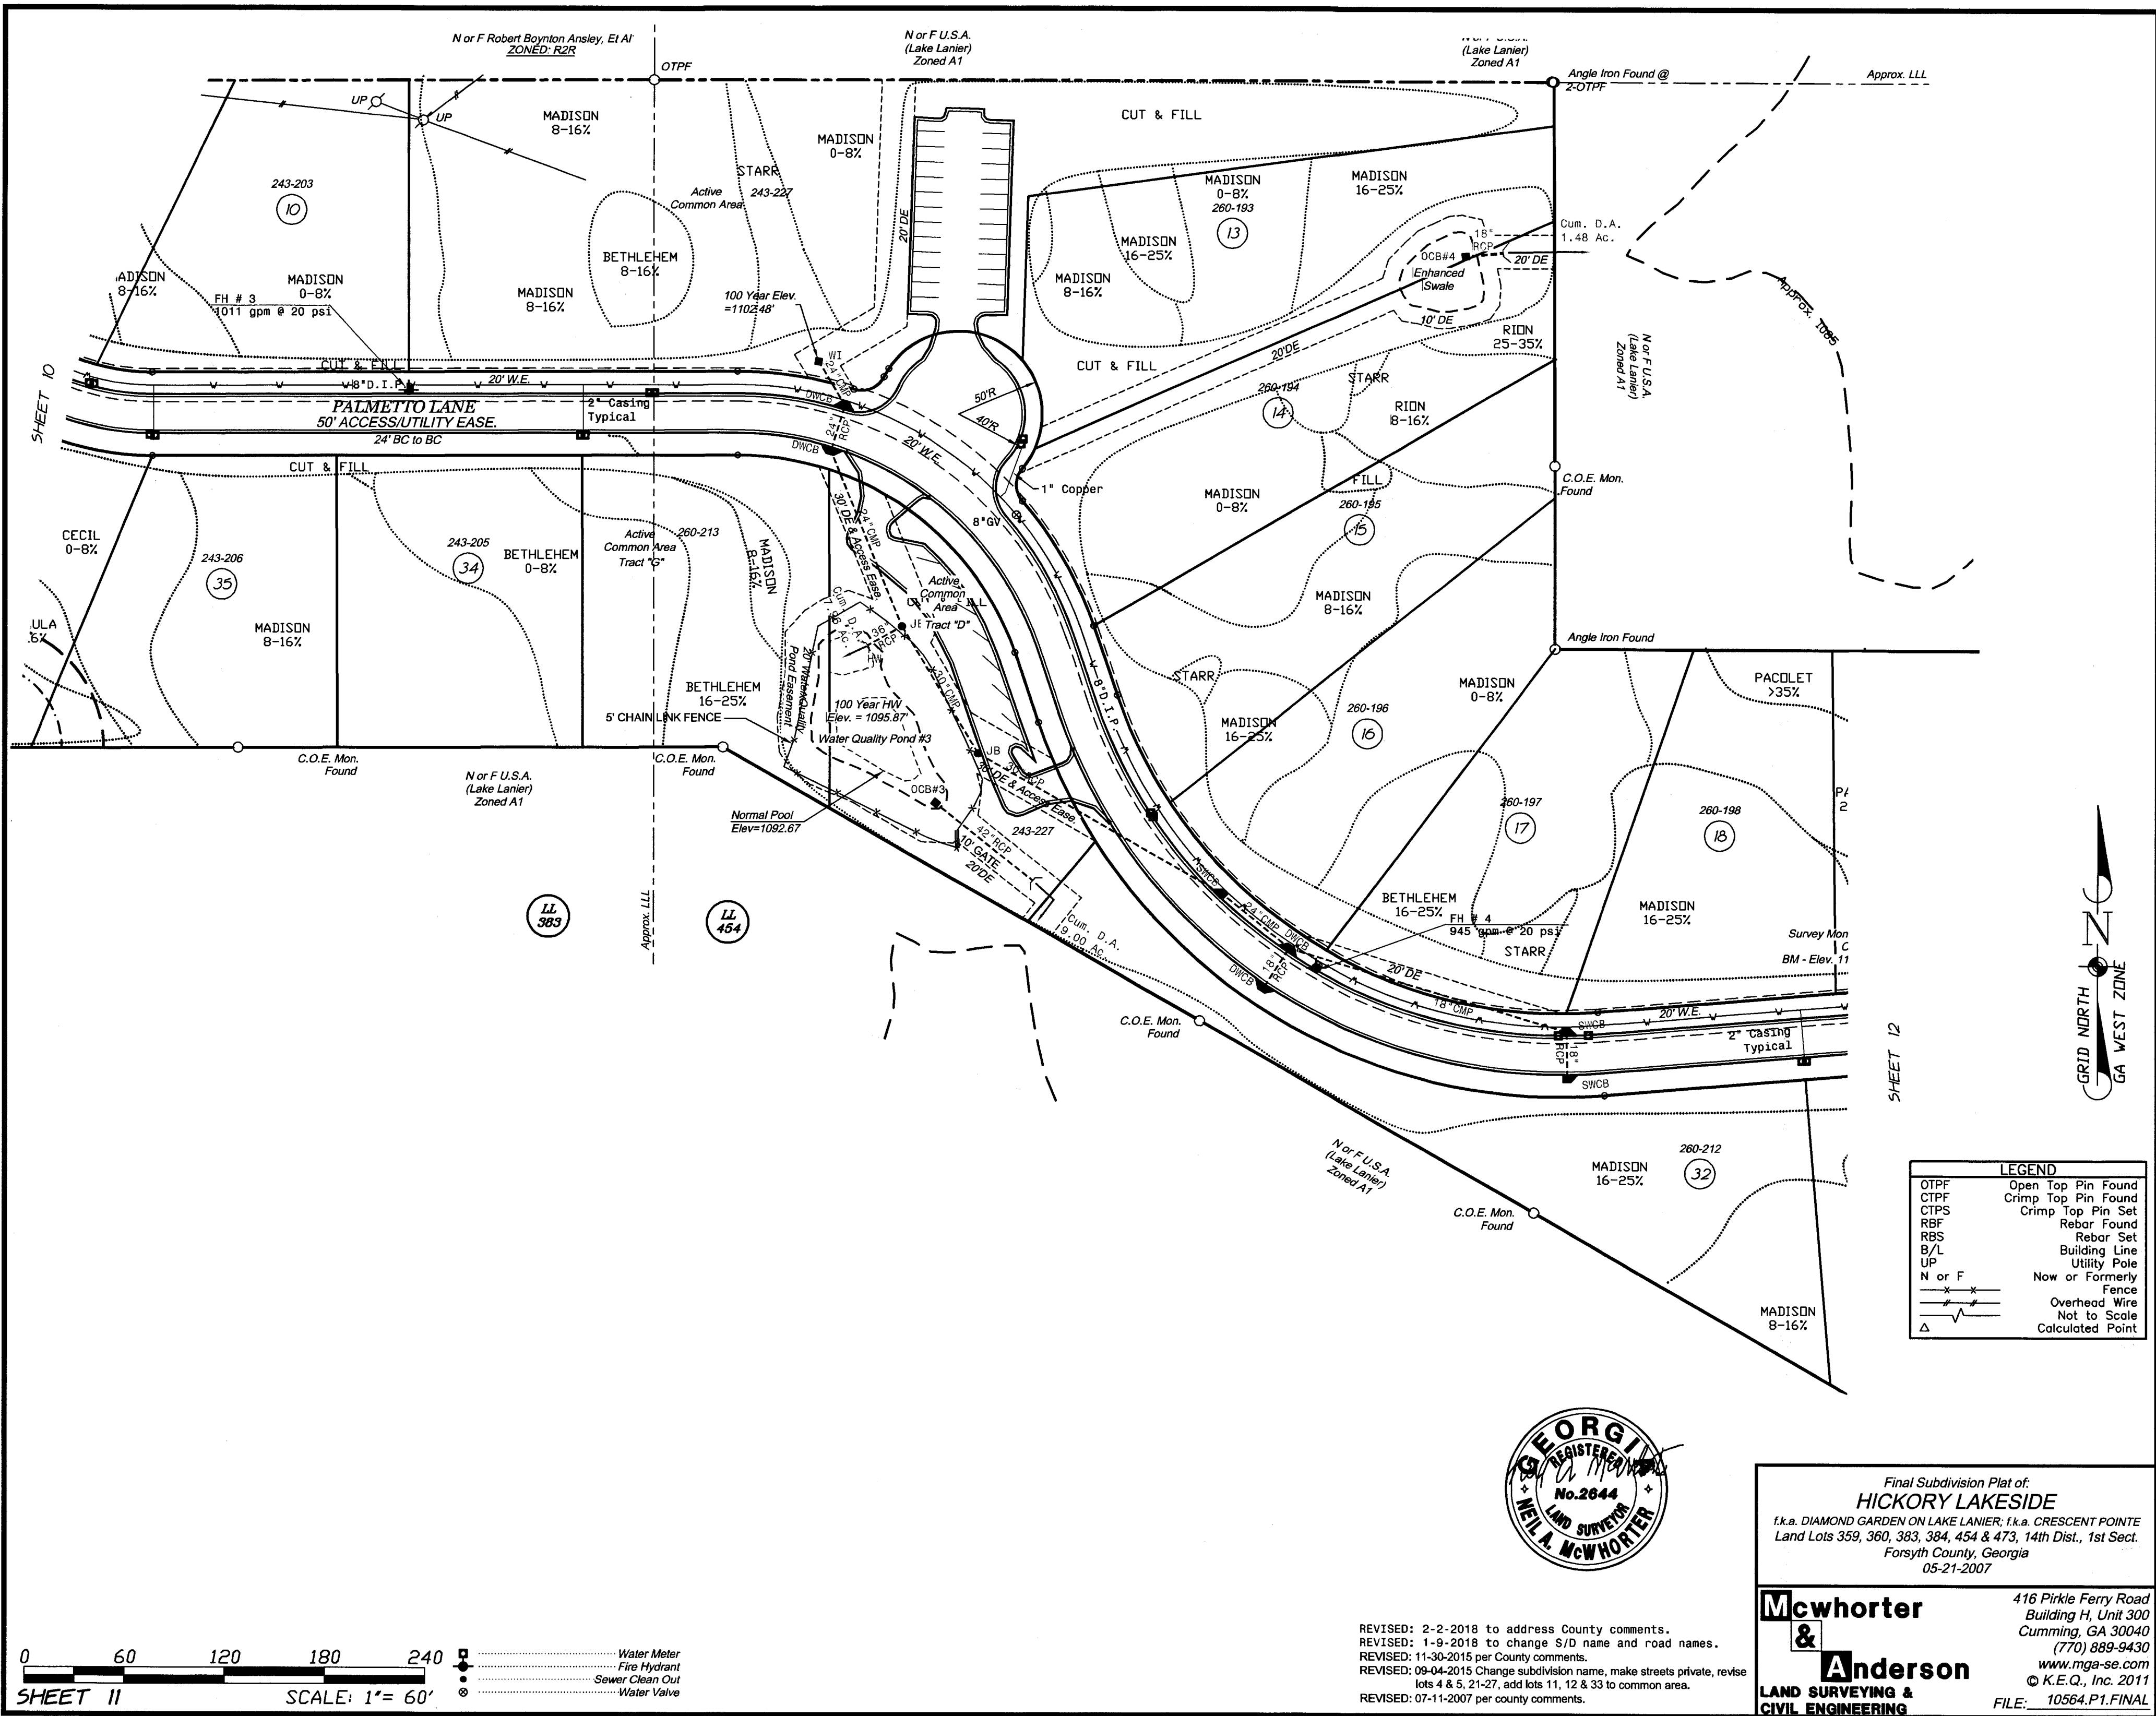 N or F Robert Boynton Ansley, Et Al
ZONED: R2R
OTPF
N or F U.S.A.
(Lake Lanier)
Zoned A1
(Lake Lanier)
Zoned A1
Angle Iron Found @
2-OTPF
Approx. LLL
UP
UP
MADISON
8-16%
MADISON
0-8%
CUT & FILL
STARR
243-227
Active
Common Area
243-203
10
20' DE
MADISON
0-8%
260-193
13
MADISON
16-25%
MADISON
16-25%
MADISON
8-16%
18"
RCP
Cum. D.A.
1.48 Ac.
OCB#4
20' DE
Enhanced
Swale
10' DE
BETHLEHEM
8-16%
8-16%
MADISON
0-8%
MADISON
8-16%
FH # 3
1011 gpm @ 20 psi
100 Year Elev.
=1102.48'
RION
25-35%
Approx. 1085
N or F U.S.A.
(Lake Lanier)
Zoned A1
SHEET 10
CUT & FILL
8"D.I.P.
20' W.E.
WI
24"CMP
DWCB
24"
RCP
DWCB
PALMETTO LANE
50' ACCESS/UTILITY EASE.
24' BC to BC
2" Casing
Typical
CUT & FILL
20'DE
50'R
40'R
20' W.E.
260-194
14
STARR
RION
8-16%
CUT & FILL
1" Copper
8"GV
MADISON
0-8%
FILL
260-195
15
C.O.E. Mon.
Found
CECIL
0-8%
243-206
35
243-205
34
BETHLEHEM
0-8%
Active
Common Area
Tract "G"
260-213
MADISON
8-16%
30' DE & Access Ease.
24"CMP
Active
Common
Area
Tract "D"
MADISON
8-16%
MADISON
8-16%
Angle Iron Found
Cum. D.A.
36"
RCP
HW
20' Water Quality
Pond Easement
30"CMP
BETHLEHEM
16-25%
5' CHAIN LINK FENCE
100 Year HW
Elev. = 1095.87'
Water Quality Pond #3
JB
30' DE & Access Ease.
8"D.I.P.
STARR
MADISON
16-25%
MADISON
0-8%
PACOLET
>35%
260-196
16
C.O.E. Mon.
Found
C.O.E. Mon.
Found
N or F U.S.A.
(Lake Lanier)
Zoned A1
OCB#3
Normal Pool
Elev=1092.67
243-227
42"RCP
10' GATE
20'DE
Cum. D.A.
9.00 Ac.
260-197
17
260-198
18
LL
383
Approx. LLL
LL
454
SWCB
24"CMP
DWCB
18"
RCP
DWCB
BETHLEHEM
16-25%
FH # 4
945 gpm @ 20 psi
STARR
MADISON
16-25%
Survey Mon
C
BM - Elev. 11
20' DE
18"CMP
SWCB
20' W.E.
2" Casing
Typical
18"
RCP
SWCB
C.O.E. Mon.
Found
SHEET 12
GRID NORTH
N
GA WEST ZONE
N or F U.S.A.
(Lake Lanier)
Zoned A1
MADISON
16-25%
260-212
32
C.O.E. Mon.
Found
MADISON
8-16%
LEGEND
OTPF Open Top Pin Found
CTPF Crimp Top Pin Found
CTPS Crimp Top Pin Set
RBF Rebar Found
RBS Rebar Set
B/L Building Line
UP Utility Pole
N or F Now or Formerly
Fence
Overhead Wire
Not to Scale
Calculated Point
GEORGIA
REGISTERED
No.2644
LAND SURVEYOR
NEIL A. McWHORTER
Final Subdivision Plat of:
HICKORY LAKESIDE
f.k.a. DIAMOND GARDEN ON LAKE LANIER; f.k.a. CRESCENT POINTE
Land Lots 359, 360, 383, 384, 454 & 473, 14th Dist., 1st Sect.
Forsyth County, Georgia
05-21-2007
Mcwhorter
&
Anderson
LAND SURVEYING &
CIVIL ENGINEERING
416 Pirkle Ferry Road
Building H, Unit 300
Cumming, GA 30040
(770) 889-9430
www.mga-se.com
© K.E.Q., Inc. 2011
FILE: 10564.P1.FINAL
REVISED: 2-2-2018 to address County comments.
REVISED: 1-9-2018 to change S/D name and road names.
REVISED: 11-30-2015 per County comments.
REVISED: 09-04-2015 Change subdivision name, make streets private, revise
lots 4 & 5, 21-27, add lots 11, 12 & 33 to common area.
REVISED: 07-11-2007 per county comments.
0 60 120 180 240
SHEET 11
SCALE: 1"= 60'
Water Meter
Fire Hydrant
Sewer Clean Out
Water Valve